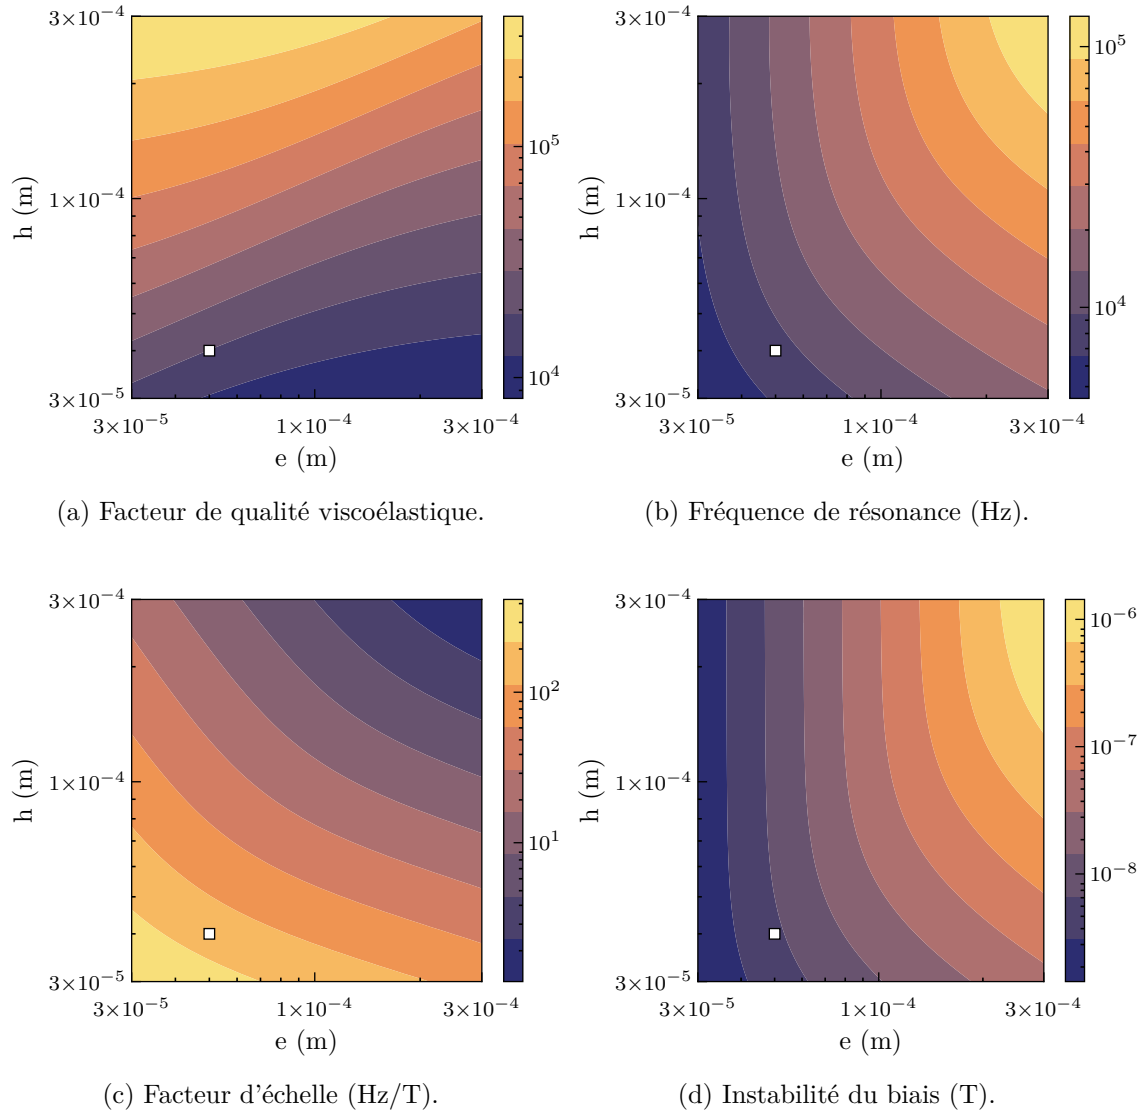 3×10⁻⁴
1×10⁻⁴
3×10⁻⁵
h (m)
3×10⁻⁵ 1×10⁻⁴ 3×10⁻⁴
e (m)
10⁵
10⁴
(a) Facteur de qualité viscoélastique.
3×10⁻⁴
1×10⁻⁴
3×10⁻⁵
h (m)
3×10⁻⁵ 1×10⁻⁴ 3×10⁻⁴
e (m)
10⁵
10⁴
(b) Fréquence de résonance (Hz).
3×10⁻⁴
1×10⁻⁴
3×10⁻⁵
h (m)
3×10⁻⁵ 1×10⁻⁴ 3×10⁻⁴
e (m)
10²
10¹
(c) Facteur d'échelle (Hz/T).
3×10⁻⁴
1×10⁻⁴
3×10⁻⁵
h (m)
3×10⁻⁵ 1×10⁻⁴ 3×10⁻⁴
e (m)
10⁻⁶
10⁻⁷
10⁻⁸
(d) Instabilité du biais (T).